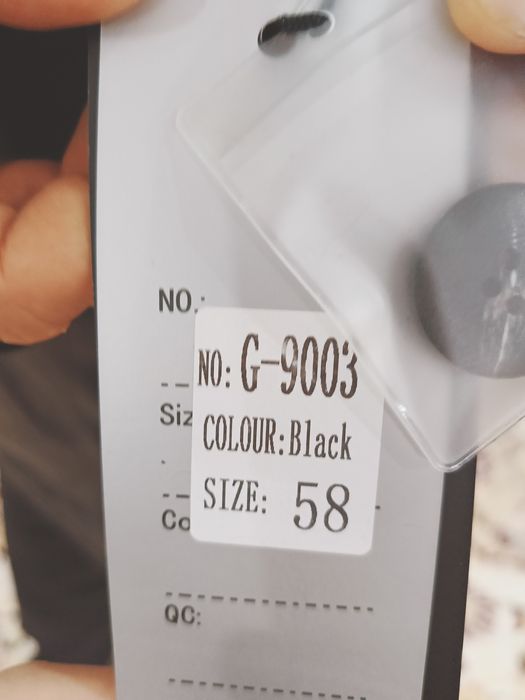 NO.:
NO: G-9003
Siz
COLOUR:Black
SIZE: 58
Co
QC: